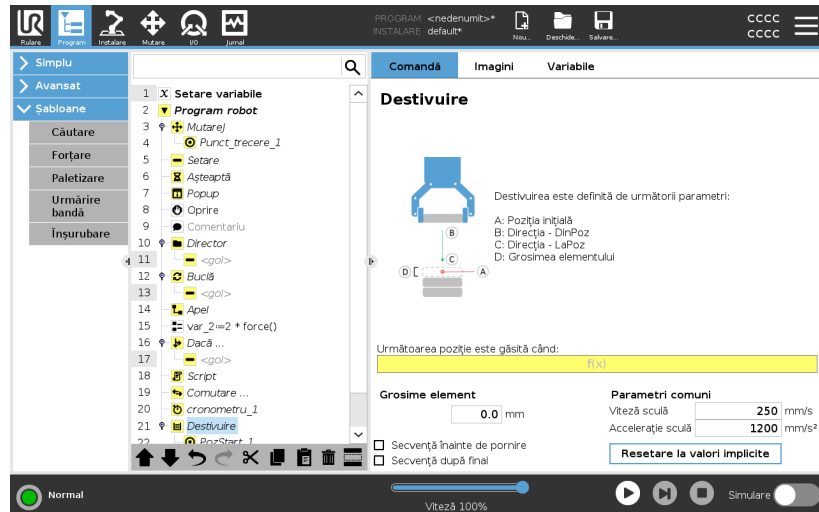 UR
Rulare
Program
Instalare
Mutare
I/O
Jurnal
PROGRAM <nedenumit>*
INSTALARE default*
Nou...
Deschide...
Salvare...
cccc
cccc
Simplu
Avansat
Șabloane
Căutare
Forțare
Paletizare
Urmărire
bandă
Înșurubare
1 X Setare variabile
2 Program robot
3 MutareJ
4 Punct_trecere_1
5 Setare
6 Așteaptă
7 Popup
8 Oprire
9 Comentariu
10 Director
11 <gol>
12 Buclă
13 <gol>
14 Apel
15 var_2≔2 * force()
16 Dacă ...
17 <gol>
18 Script
19 Comutare ...
20 cronometru_1
21 Destivuire
22 PozStart_1
Comandă
Imagini
Variabile
Destivuire
B
C
D
A
Destivuirea este definită de următorii parametri:
A: Poziția inițială
B: Direcția - DinPoz
C: Direcția - LaPoz
D: Grosimea elementului
Următoarea poziție este găsită când:
f(x)
Grosime element
0.0 mm
Secvență înainte de pornire
Secvență după final
Parametri comuni
Viteză sculă 250 mm/s
Accelerație sculă 1200 mm/s²
Resetare la valori implicite
Normal
Viteză 100%
Simulare